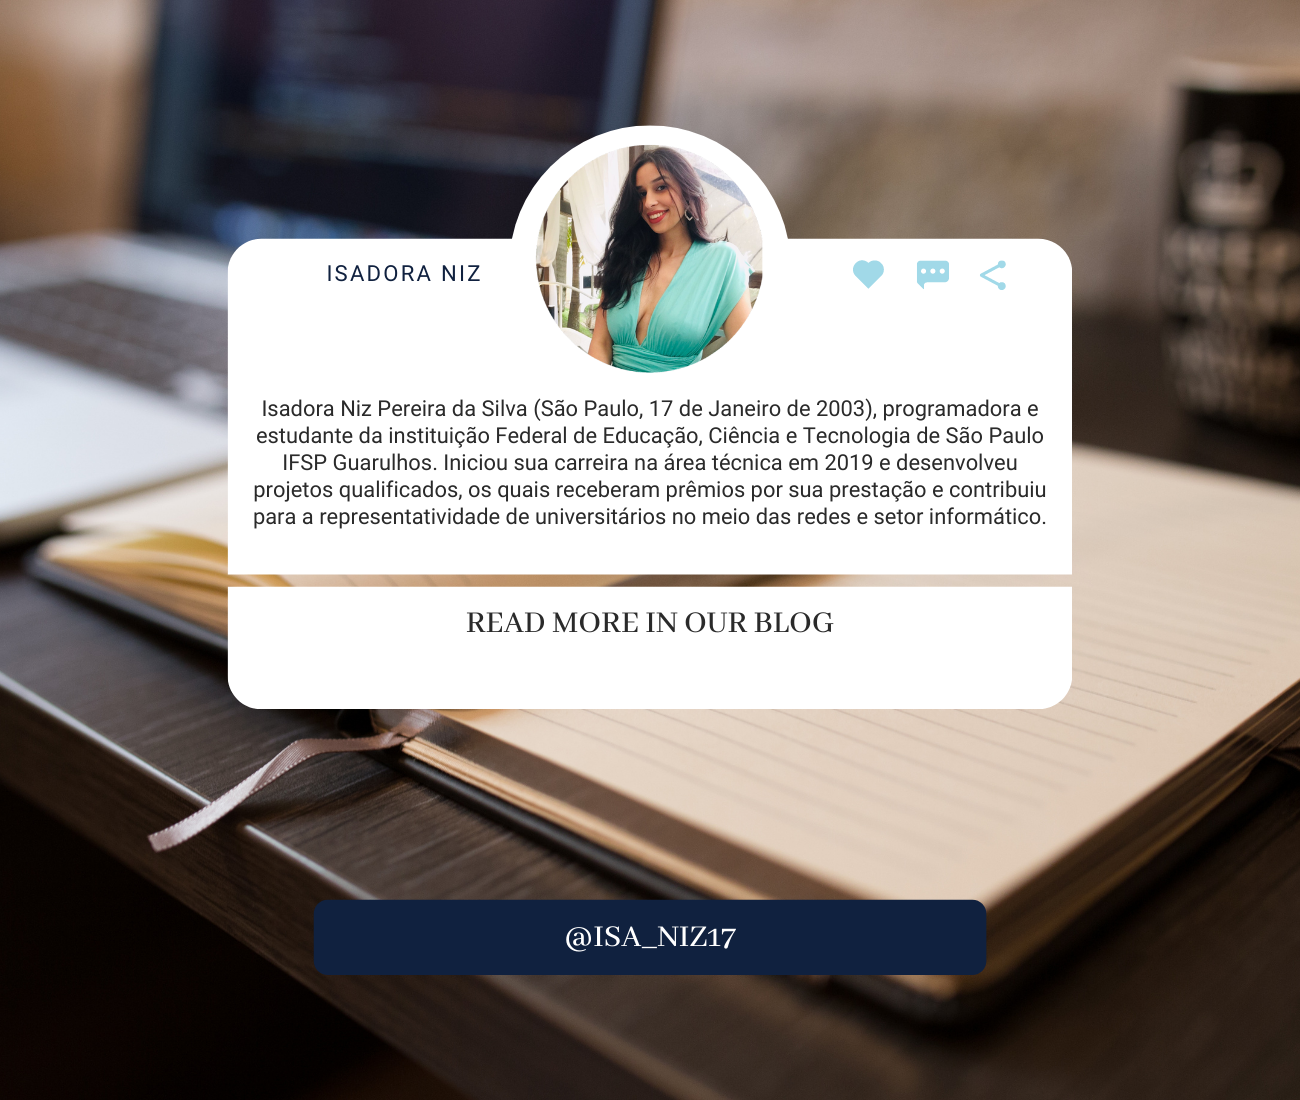 ISADORA NIZ
Isadora Niz Pereira da Silva (São Paulo, 17 de Janeiro de 2003), programadora e
estudante da instituição Federal de Educação, Ciência e Tecnologia de São Paulo
IFSP Guarulhos. Iniciou sua carreira na área técnica em 2019 e desenvolveu
projetos qualificados, os quais receberam prêmios por sua prestação e contribuiu
para a representatividade de universitários no meio das redes e setor informático.
READ MORE IN OUR BLOG
@ISA_NIZ17